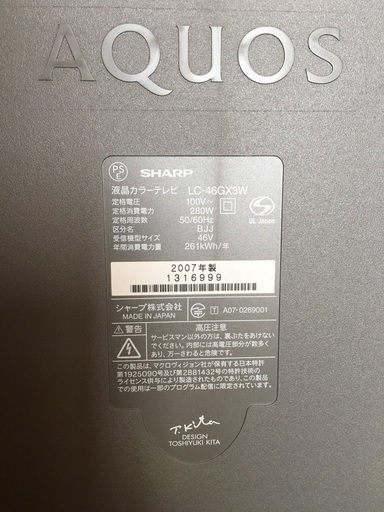 AQUOS
PS
E
SHARP
液晶カラーテレビ LC-46GX3W
定格電圧 100V～
定格消費電力 280W
定格周波数 50/60Hz
区分名 BJJ
受信機型サイズ 46V
年間消費電力量 261kWh/年
UL-Japan
2007年製
1316999
シャープ株式会社
MADE IN JAPAN
T A07-0269001
高圧注意
サービスマン以外の方は、裏ぶたをあけない
でください。内部には高電圧部分が数多く
あり、万一さわると危険です。
この製品は、マクロヴィジョン社が保有する日本特許
第1925090号及び第2881432号その他の特許の
ライセンス供与により製造されています。この製品
での使用は一部のプログラム配信に限定されています。
T. Kita
DESIGN
TOSHIYUKI KITA